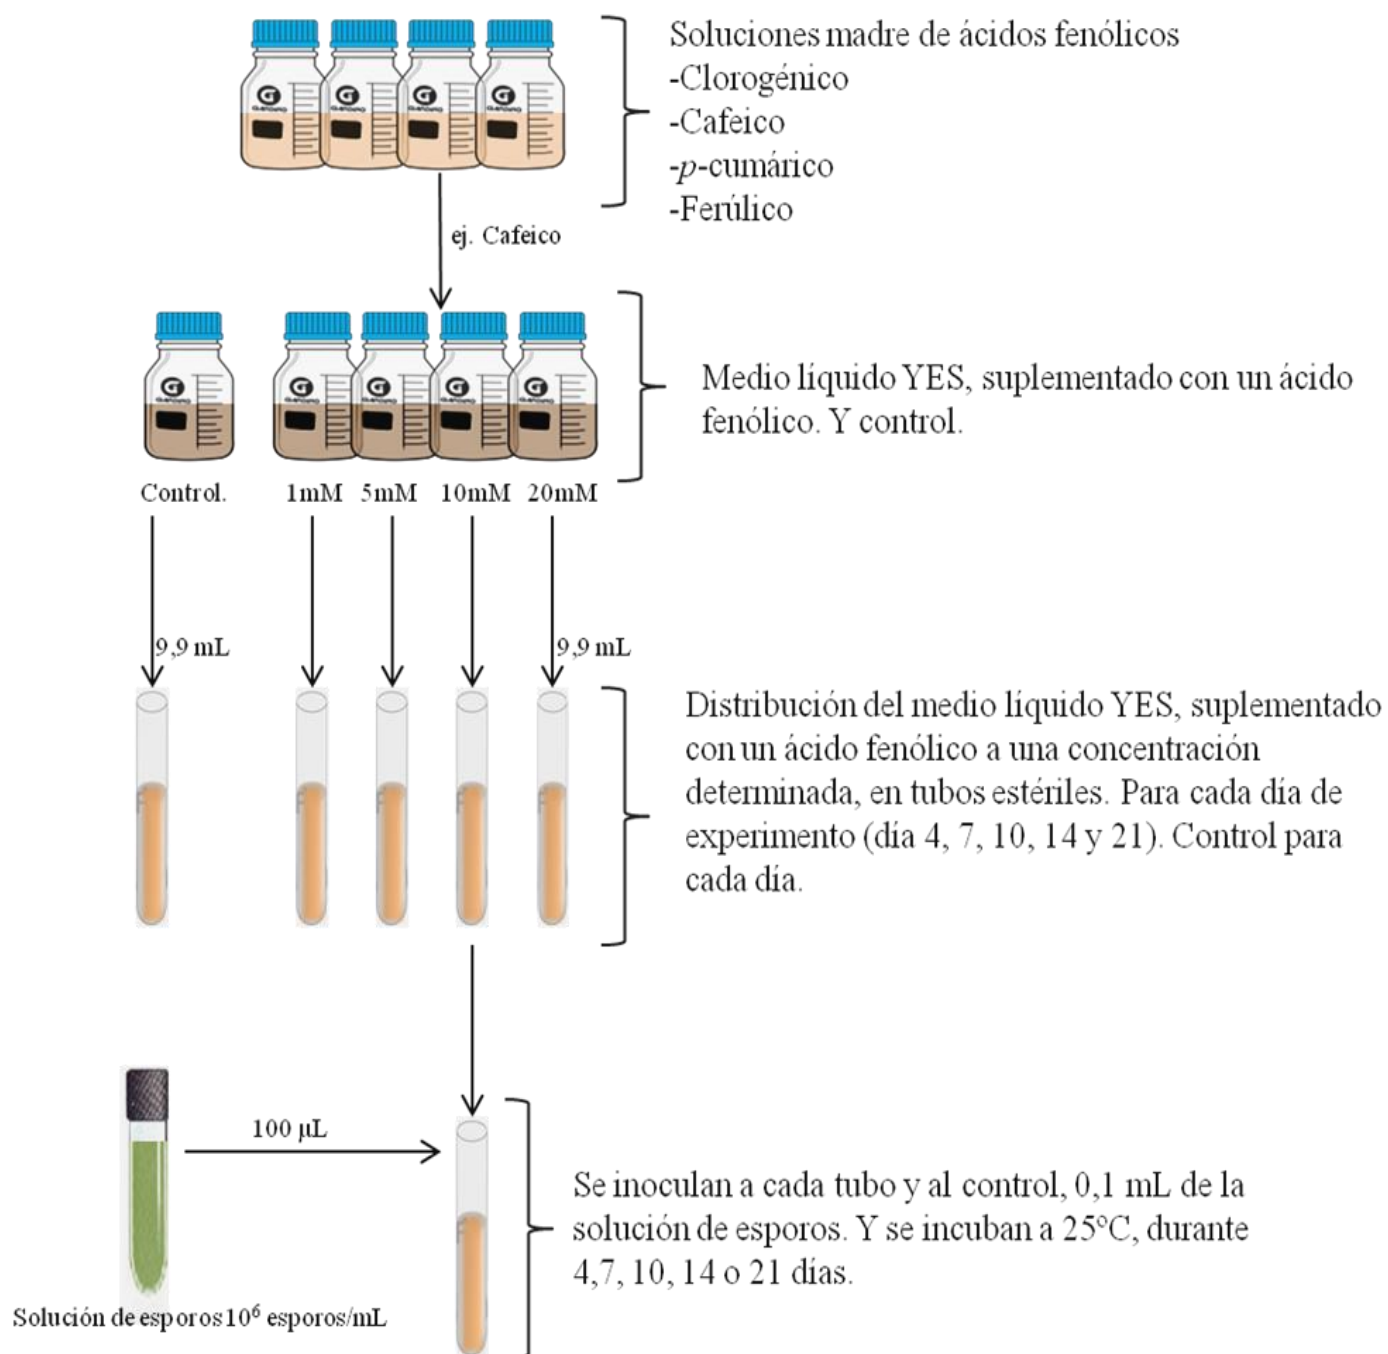 Soluciones madre de ácidos fenólicos
-Clorogénico
-Cafeico
-p-cumárico
-Ferúlico
ej. Cafeico
Medio líquido YES, suplementado con un ácido
fenólico. Y control.
Control.
1mM
5mM
10mM
20mM
9,9 mL
9,9 mL
Distribución del medio líquido YES, suplementado
con un ácido fenólico a una concentración
determinada, en tubos estériles. Para cada día de
experimento (día 4, 7, 10, 14 y 21). Control para
cada día.
100 µL
Se inoculan a cada tubo y al control, 0,1 mL de la
solución de esporos. Y se incuban a 25ºC, durante
4,7, 10, 14 o 21 días.
Solución de esporos 10⁶ esporos/mL